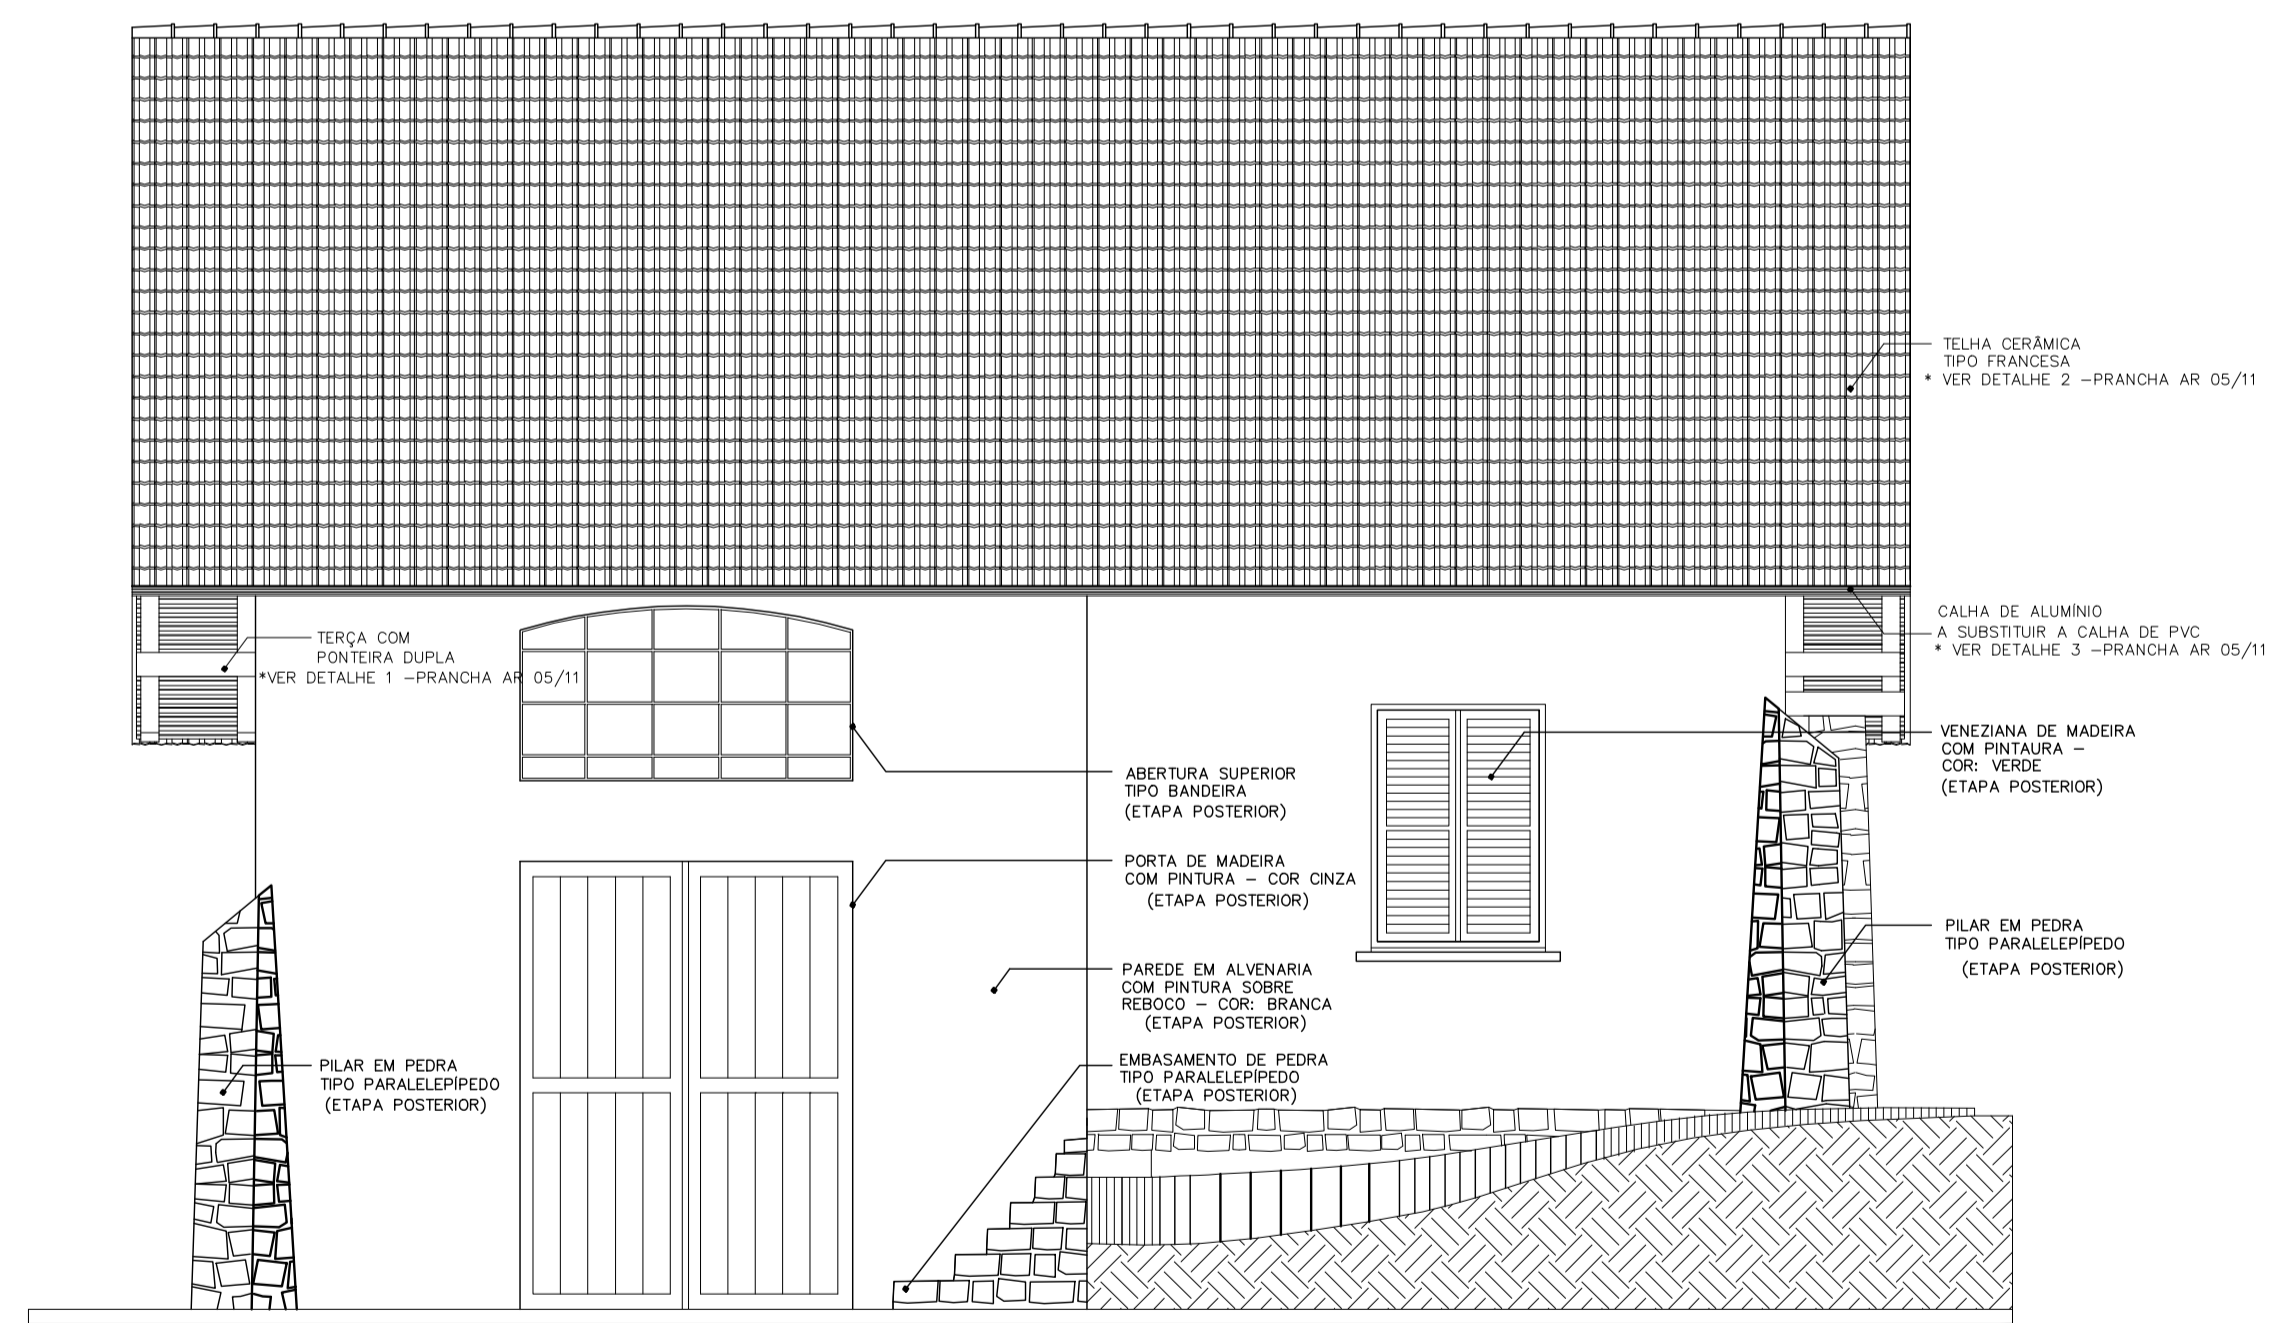 TELHA CERÂMICA
TIPO FRANCESA
* VER DETALHE 2 -PRANCHA AR 05/11
CALHA DE ALUMÍNIO
A SUBSTITUIR A CALHA DE PVC
* VER DETALHE 3 -PRANCHA AR 05/11
TERÇA COM
PONTEIRA DUPLA
*VER DETALHE 1 -PRANCHA AR 05/11
VENEZIANA DE MADEIRA
COM PINTAURA -
COR: VERDE
(ETAPA POSTERIOR)
ABERTURA SUPERIOR
TIPO BANDEIRA
(ETAPA POSTERIOR)
PORTA DE MADEIRA
COM PINTURA - COR CINZA
(ETAPA POSTERIOR)
PILAR EM PEDRA
TIPO PARALELEPÍPEDO
(ETAPA POSTERIOR)
PAREDE EM ALVENARIA
COM PINTURA SOBRE
REBOCO - COR: BRANCA
(ETAPA POSTERIOR)
EMBASAMENTO DE PEDRA
TIPO PARALELEPÍPEDO
(ETAPA POSTERIOR)
PILAR EM PEDRA
TIPO PARALELEPÍPEDO
(ETAPA POSTERIOR)